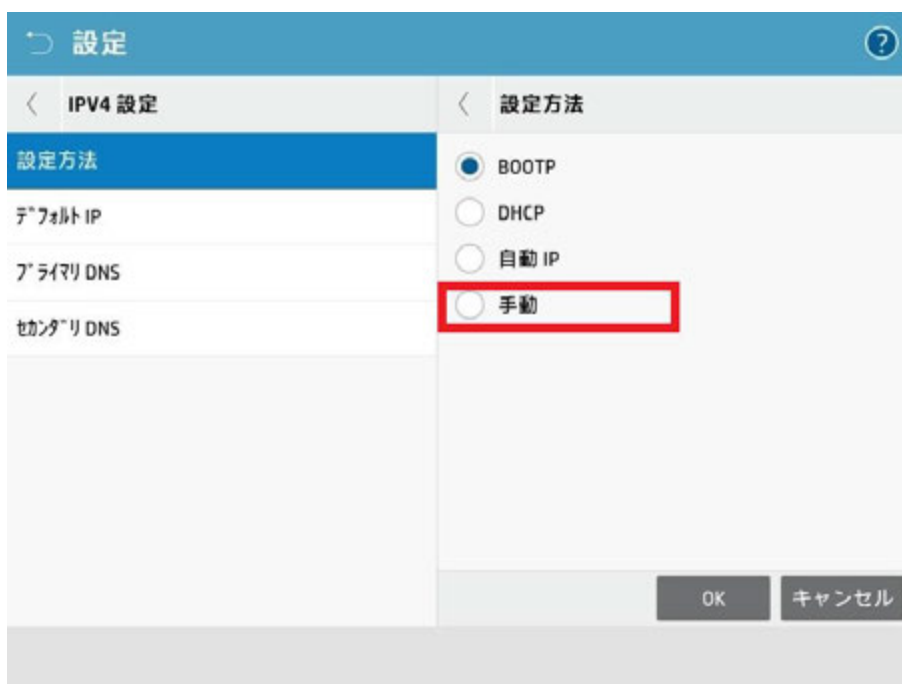 設定
?
IPV4 設定
設定方法
ﾃﾞﾌｫﾙﾄ IP
ﾌﾟﾗｲﾏﾘ DNS
ｾｶﾝﾀﾞﾘ DNS
設定方法
BOOTP
DHCP
自動 IP
手動
OK
キャンセル